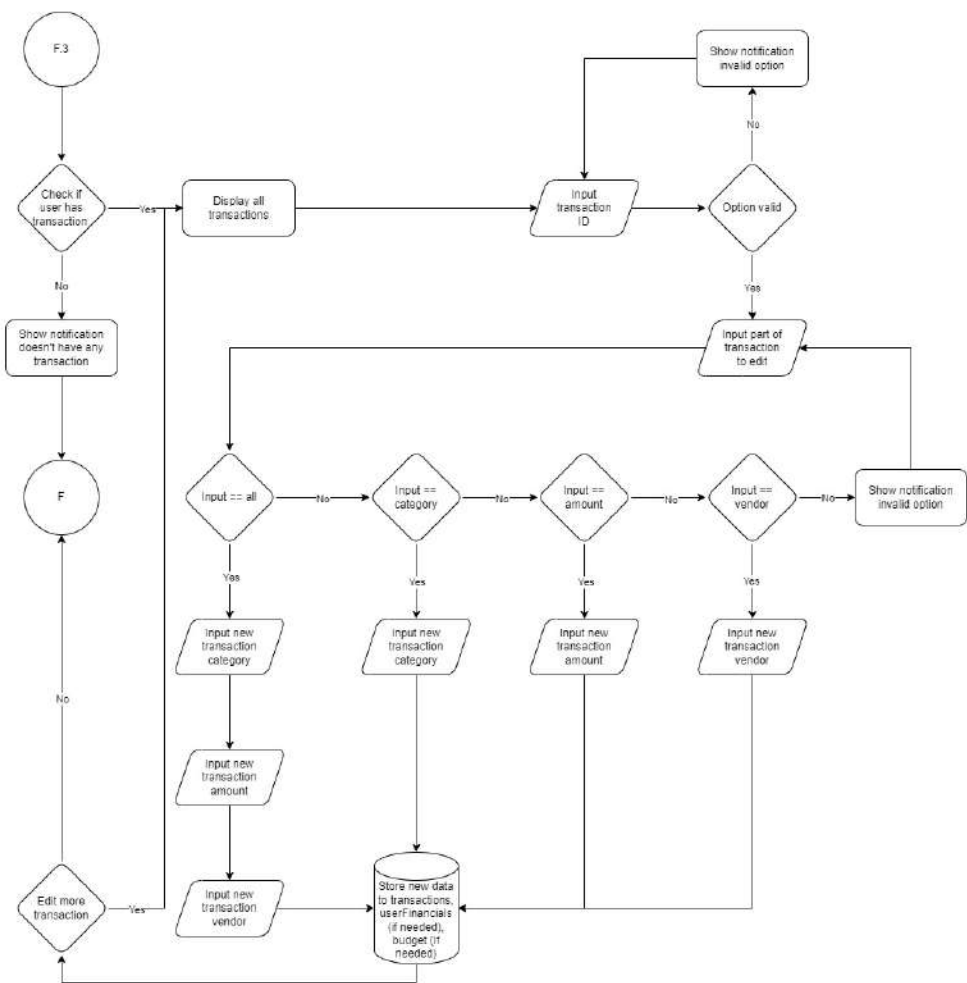 F.3
Show notification
invalid option
No
Check if
user has
transaction
Yes
Display all
transactions
Input
transaction
ID
Option valid
No
Yes
Show notification
doesn't have any
transaction
Input part of
transaction
to edit
F
Input == all
No
Input ==
category
No
Input ==
amount
No
Input ==
vendor
No
Show notification
invalid option
Yes
Yes
Yes
Yes
Input new
transaction
category
Input new
transaction
category
Input new
transaction
amount
Input new
transaction
vendor
No
Input new
transaction
amount
Edit more
transaction
Yes
Input new
transaction
vendor
Store new data
to transactions,
userFinancials
(if needed),
budget (if
needed)